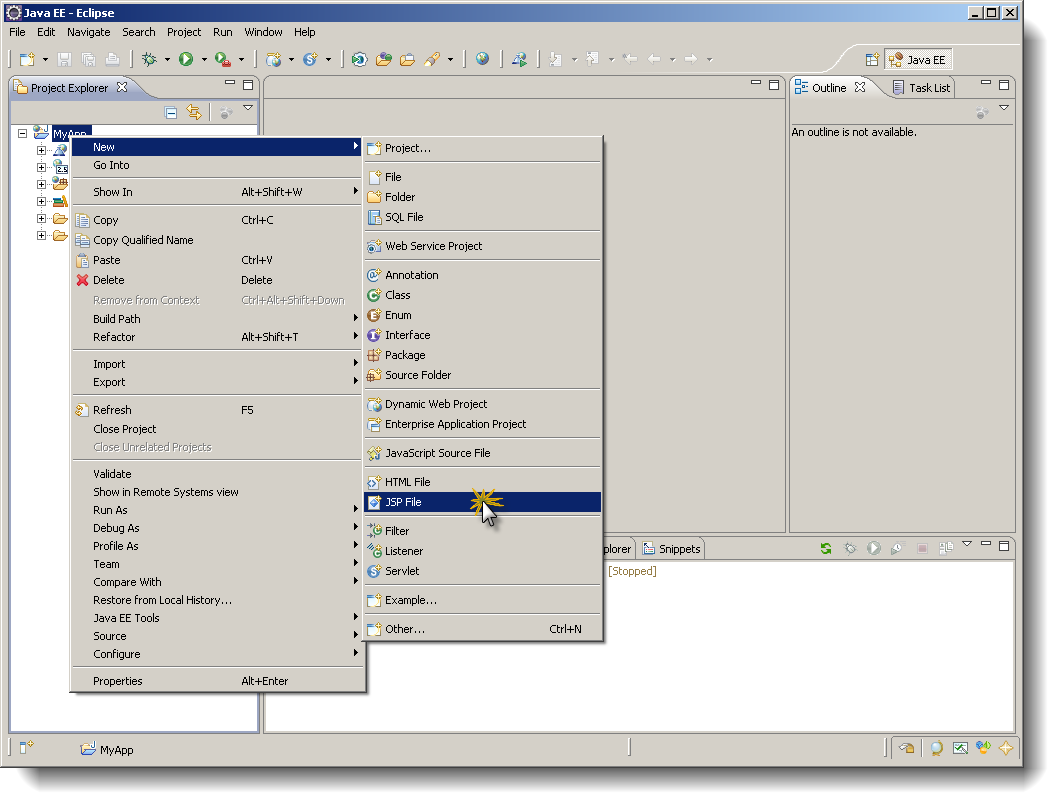 Java EE - Eclipse
File Edit Navigate Search Project Run Window Help
Java EE
Project Explorer
Outline
Task List
An outline is not available.
MyApp
2.5
New
Go Into
Show In Alt+Shift+W
Copy Ctrl+C
Copy Qualified Name
Paste Ctrl+V
Delete Delete
Remove from Context Ctrl+Alt+Shift+Down
Build Path
Refactor Alt+Shift+T
Import
Export
Refresh F5
Close Project
Close Unrelated Projects
Validate
Show in Remote Systems view
Run As
Debug As
Profile As
Team
Compare With
Restore from Local History...
Java EE Tools
Source
Configure
Properties Alt+Enter
Project...
File
Folder
SQL File
Web Service Project
Annotation
Class
Enum
Interface
Package
Source Folder
Dynamic Web Project
Enterprise Application Project
JavaScript Source File
HTML File
JSP File
Filter
Listener
Servlet
Example...
Other... Ctrl+N
plorer
Snippets
[Stopped]
MyApp